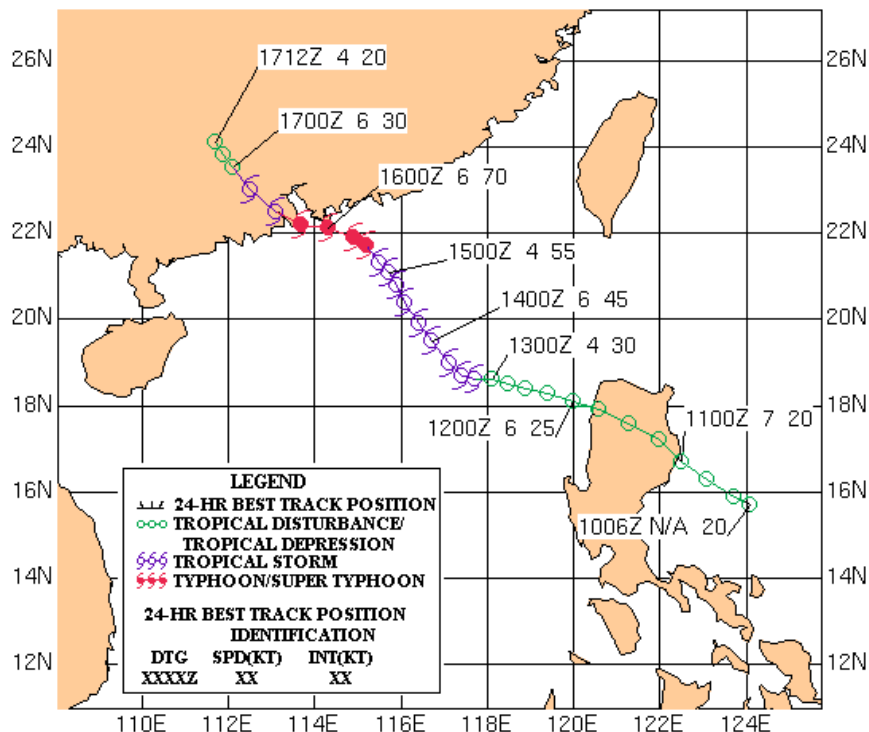 26N
26N
1712Z 4 20
24N
24N
1700Z 6 30
1600Z 6 70
22N
22N
1500Z 4 55
20N
20N
1400Z 6 45
1300Z 4 30
18N
18N
1200Z 6 25
1100Z 7 20
16N
16N
1006Z N/A 20
LEGEND
24-HR BEST TRACK POSITION
TROPICAL DISTURBANCE/
TROPICAL DEPRESSION
TROPICAL STORM
TYPHOON/SUPER TYPHOON
24-HR BEST TRACK POSITION
IDENTIFICATION
DTG SPD(KT) INT(KT)
XXXXZ XX XX
14N
14N
12N
12N
110E 112E 114E 116E 118E 120E 122E 124E